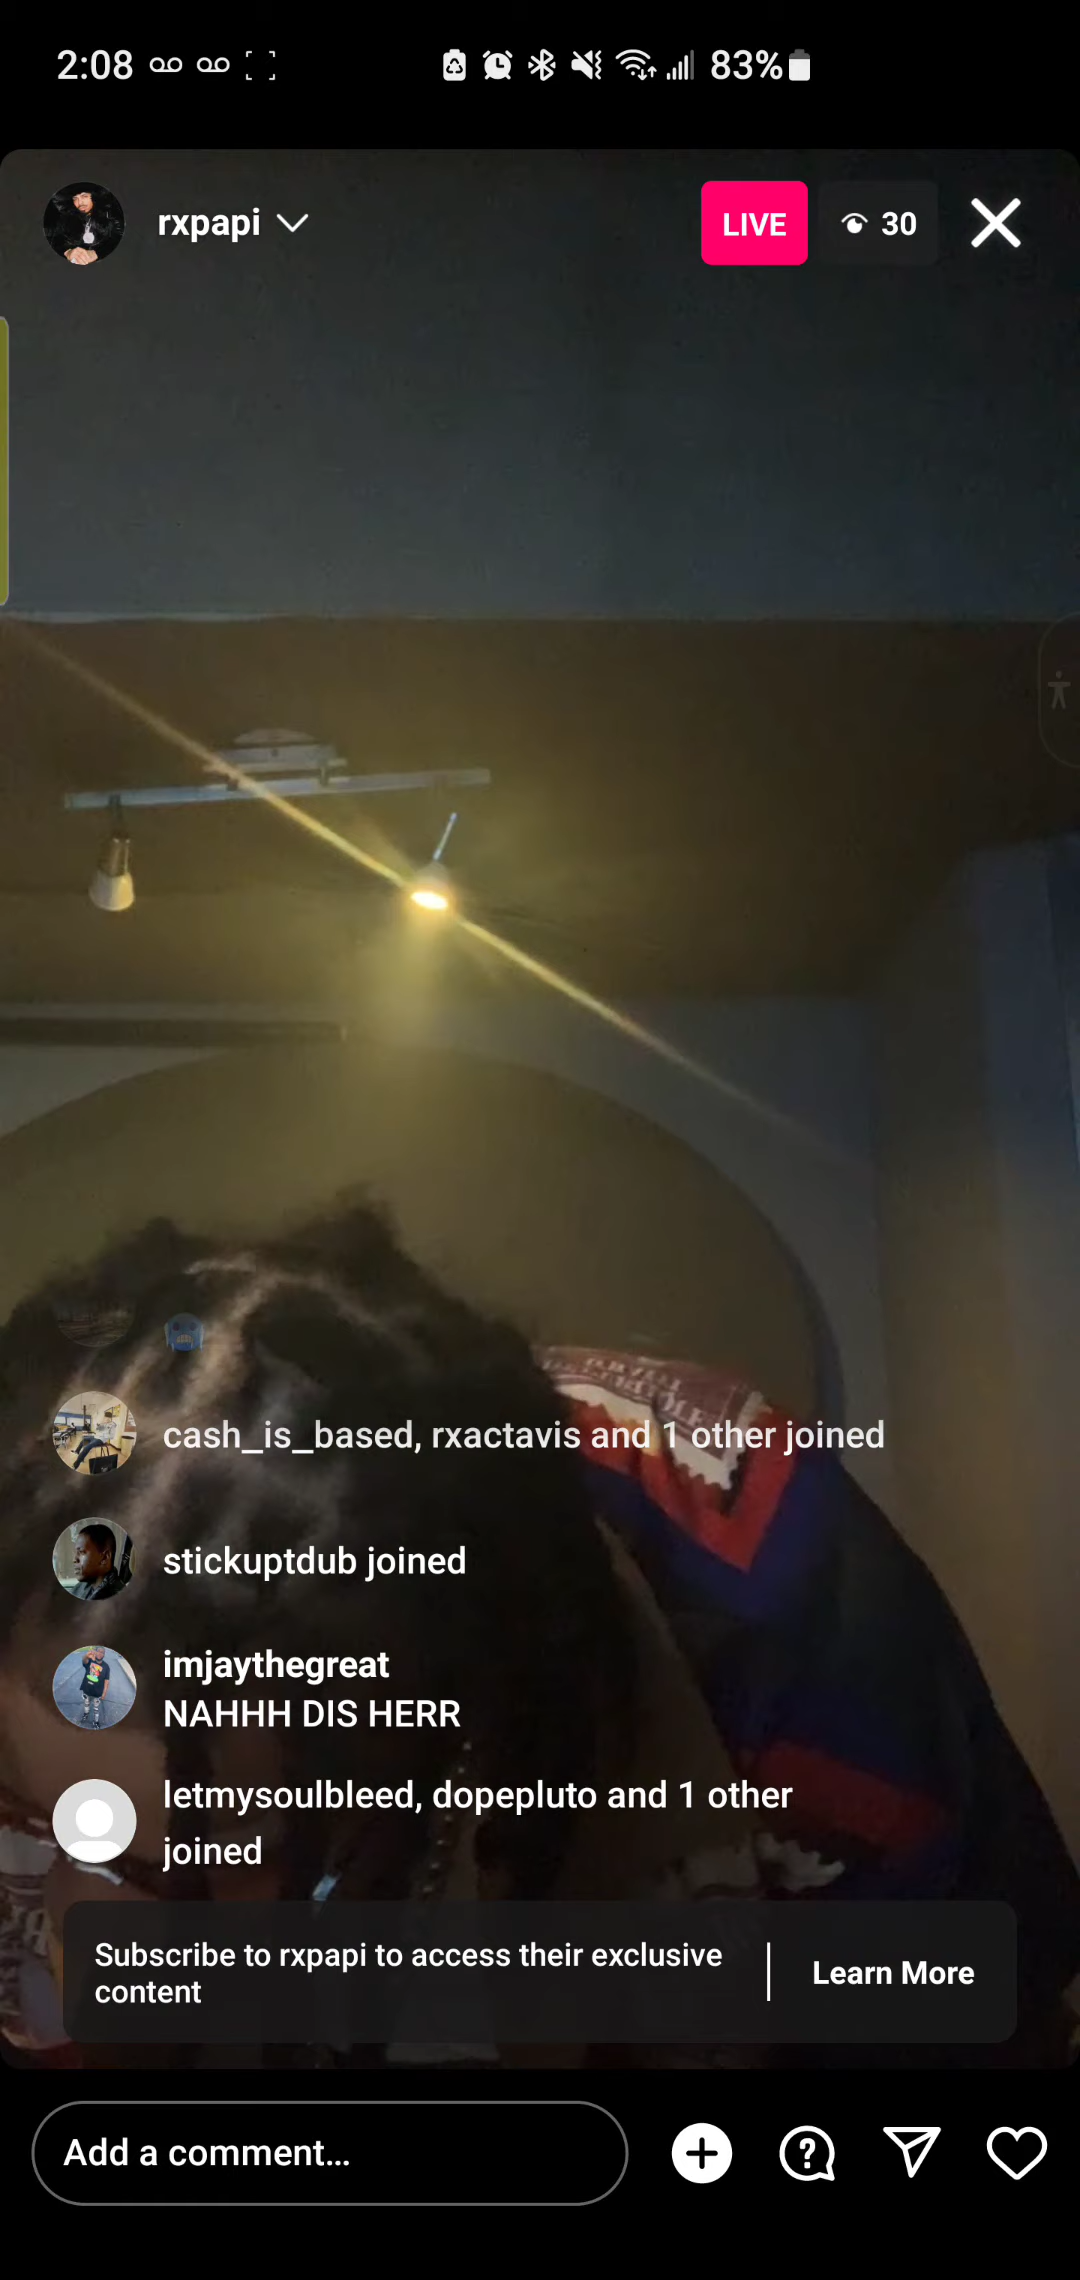 2:08
83%
rxpapi
LIVE
30
cash_is_based, rxactavis and 1 other joined
stickuptdub joined
imjaythegreat
NAHHH DIS HERR
letmysoulbleed, dopepluto and 1 other
joined
Subscribe to rxpapi to access their exclusive
content
Learn More
Add a comment...